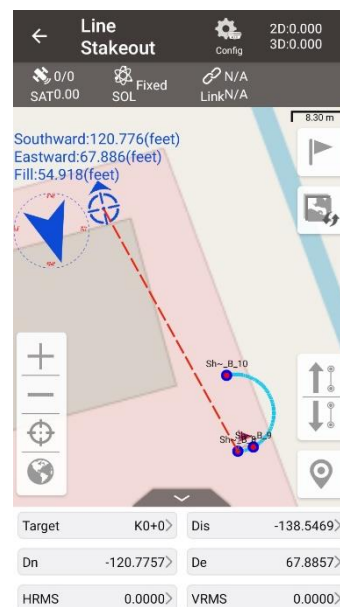 Line
Stakeout
Config
2D:0.000
3D:0.000
0/0
SAT0.00
Fixed
SOL
N/A
LinkN/A
8.30 m
Southward:120.776(feet)
Eastward:67.886(feet)
Fill:54.918(feet)
Sh~_B_10
Target K0+0 Dis -138.5469
Dn -120.7757 De 67.8857
HRMS 0.0000 VRMS 0.0000